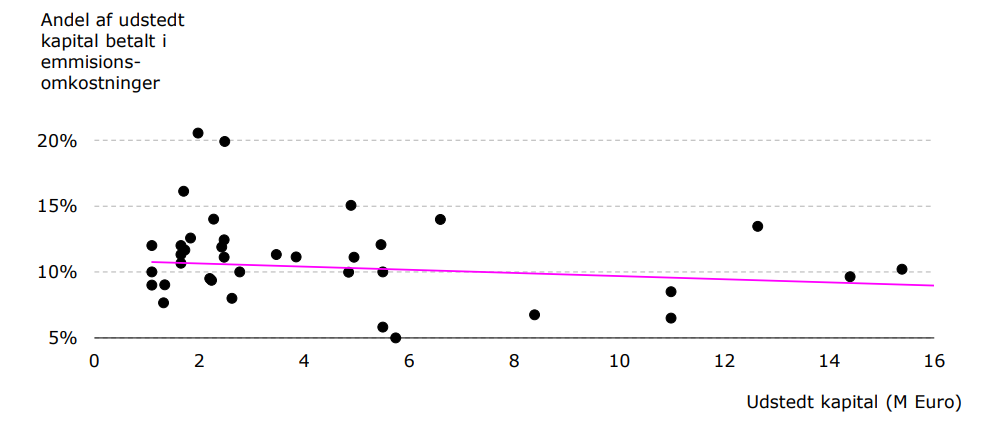 Andel af udstedt
kapital betalt i
emmisions-
omkostninger
20%
15%
10%
5%
0 2 4 6 8 10 12 14 16
Udstedt kapital (M Euro)